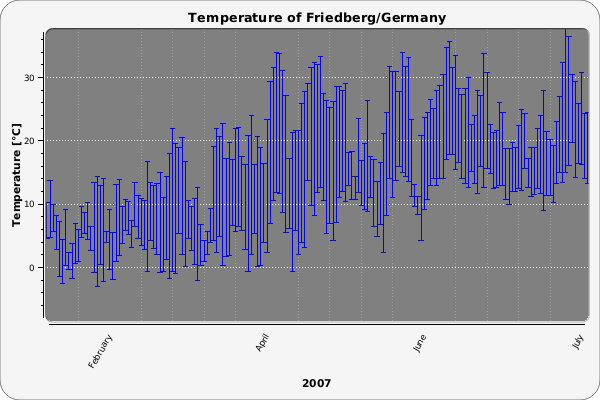 Temperature of Friedberg/Germany
Temperature [°C]
30
20
10
0
February
April
June
July
2007